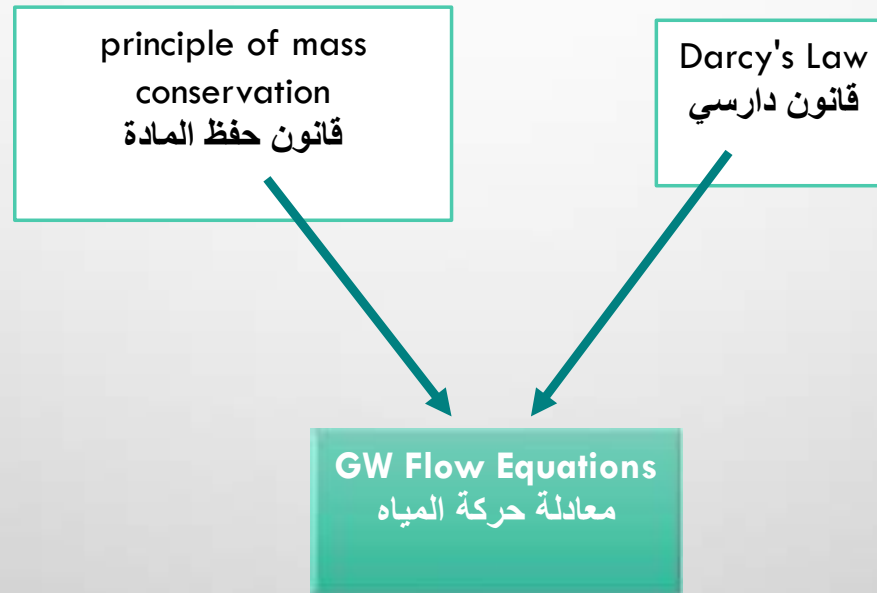 principle of mass
conservation
قانون حفظ المادة
Darcy's Law
قانون دارسي
GW Flow Equations
معادلة حركة المياه